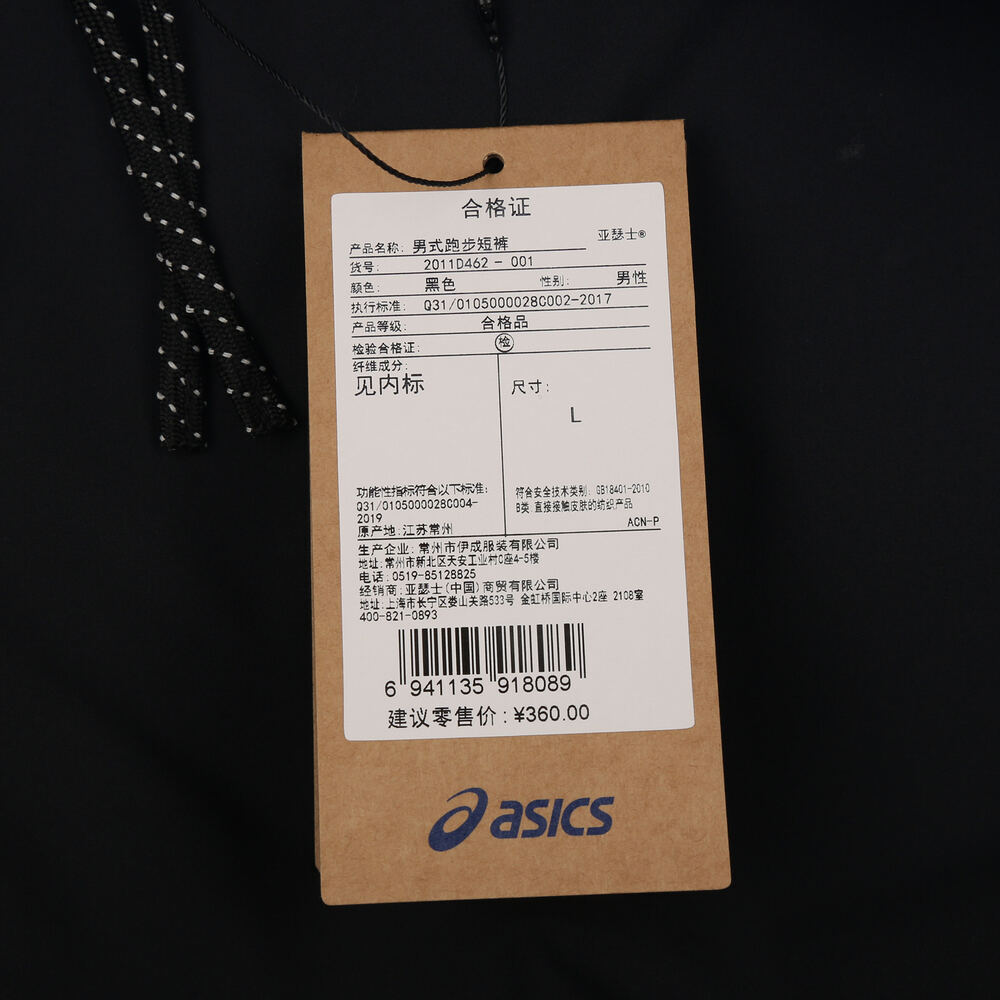 合格证
亚瑟士®
产品名称: 男式跑步短裤
货号: 2011D462 - 001
颜色: 黑色 性别: 男性
执行标准: Q31/0105000028C002-2017
产品等级: 合格品
检验合格证: 检
纤维成分:
见内标
尺寸:
L
功能性指标符合以下标准:
Q31/0105000028C004-
2019
原产地:江苏常州
符合安全技术类别: GB18401-2010
B类 直接接触皮肤的纺织产品
ACN-P
生产企业:常州市伊成服装有限公司
地址:常州市新北区天安工业村C座4-5楼
电话:0519-85128825
经销商:亚瑟士(中国)商贸有限公司
地址:上海市长宁区娄山关路533号 金虹桥国际中心2座 2108室
400-821-0893
6 941135 918089
建议零售价:¥360.00
asics